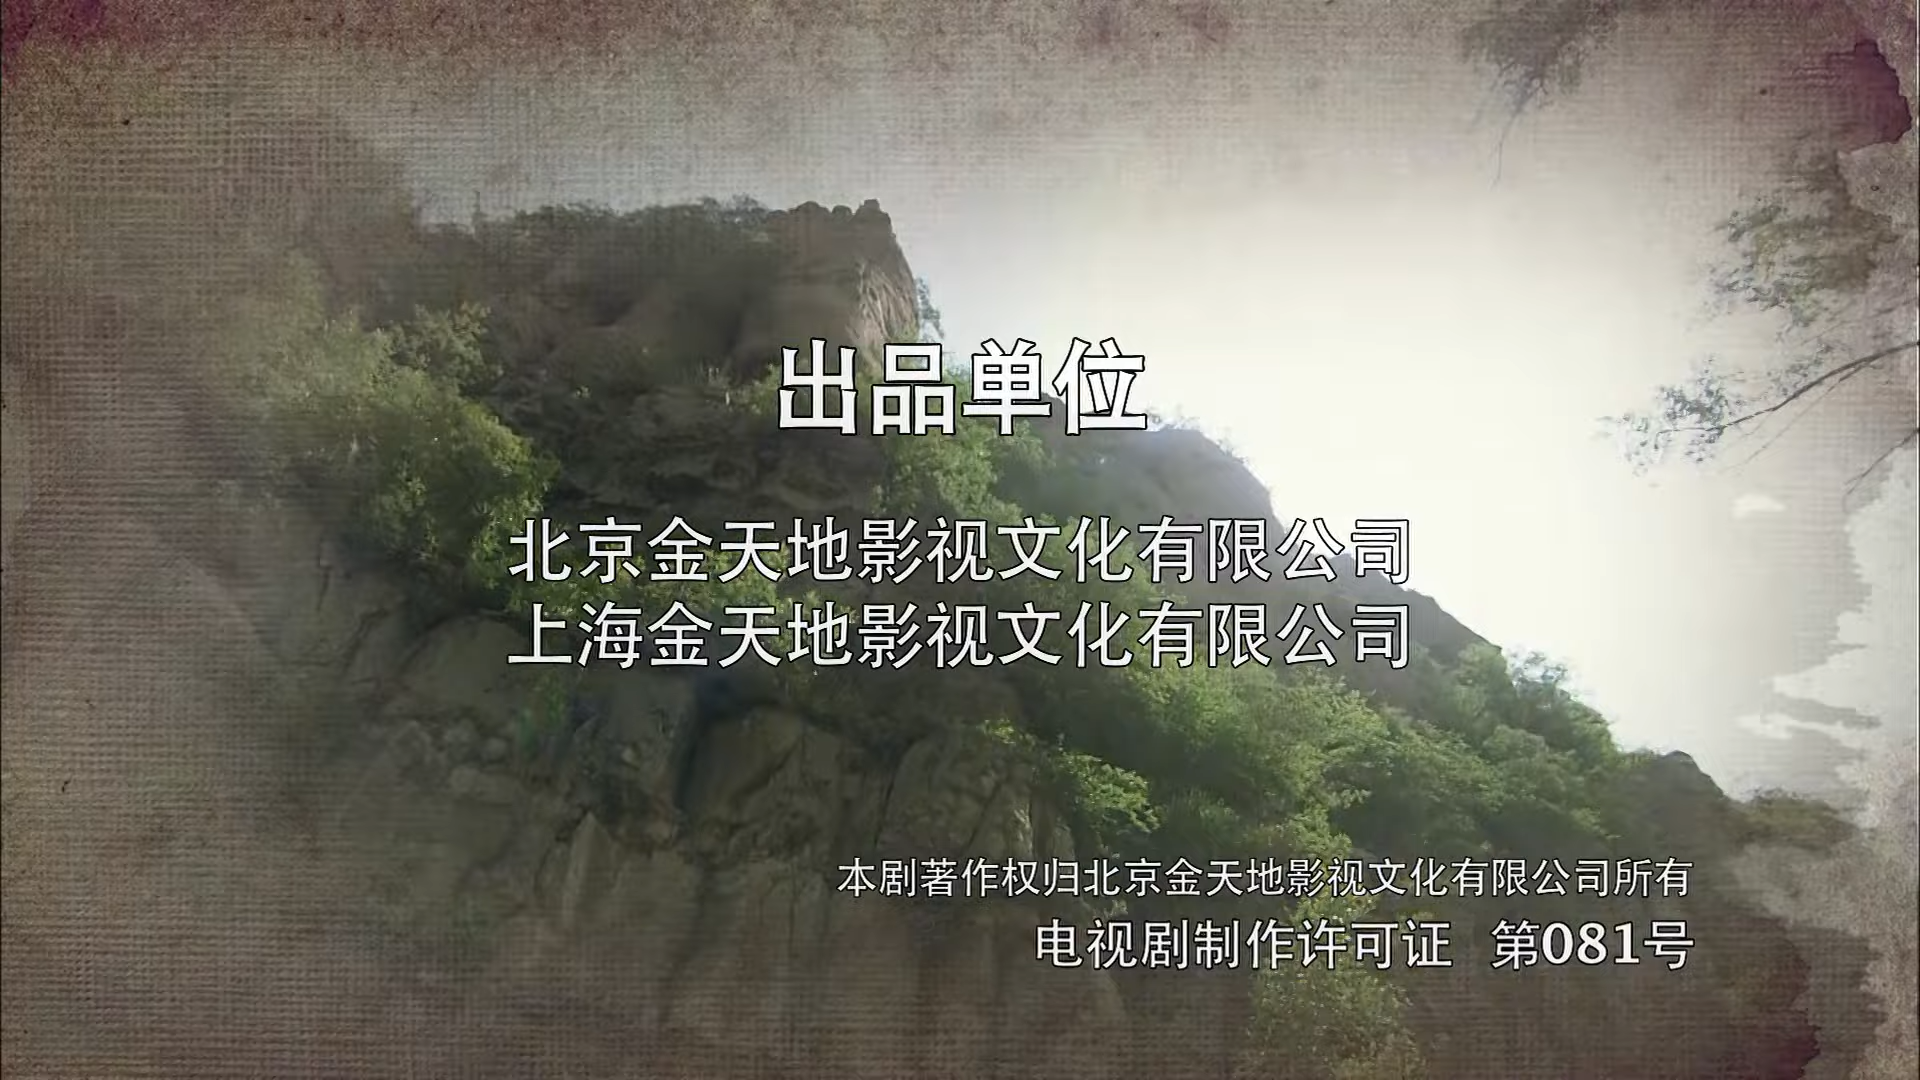 出品单位
北京金天地影视文化有限公司
上海金天地影视文化有限公司
本剧著作权归北京金天地影视文化有限公司所有
电视剧制作许可证 第081号